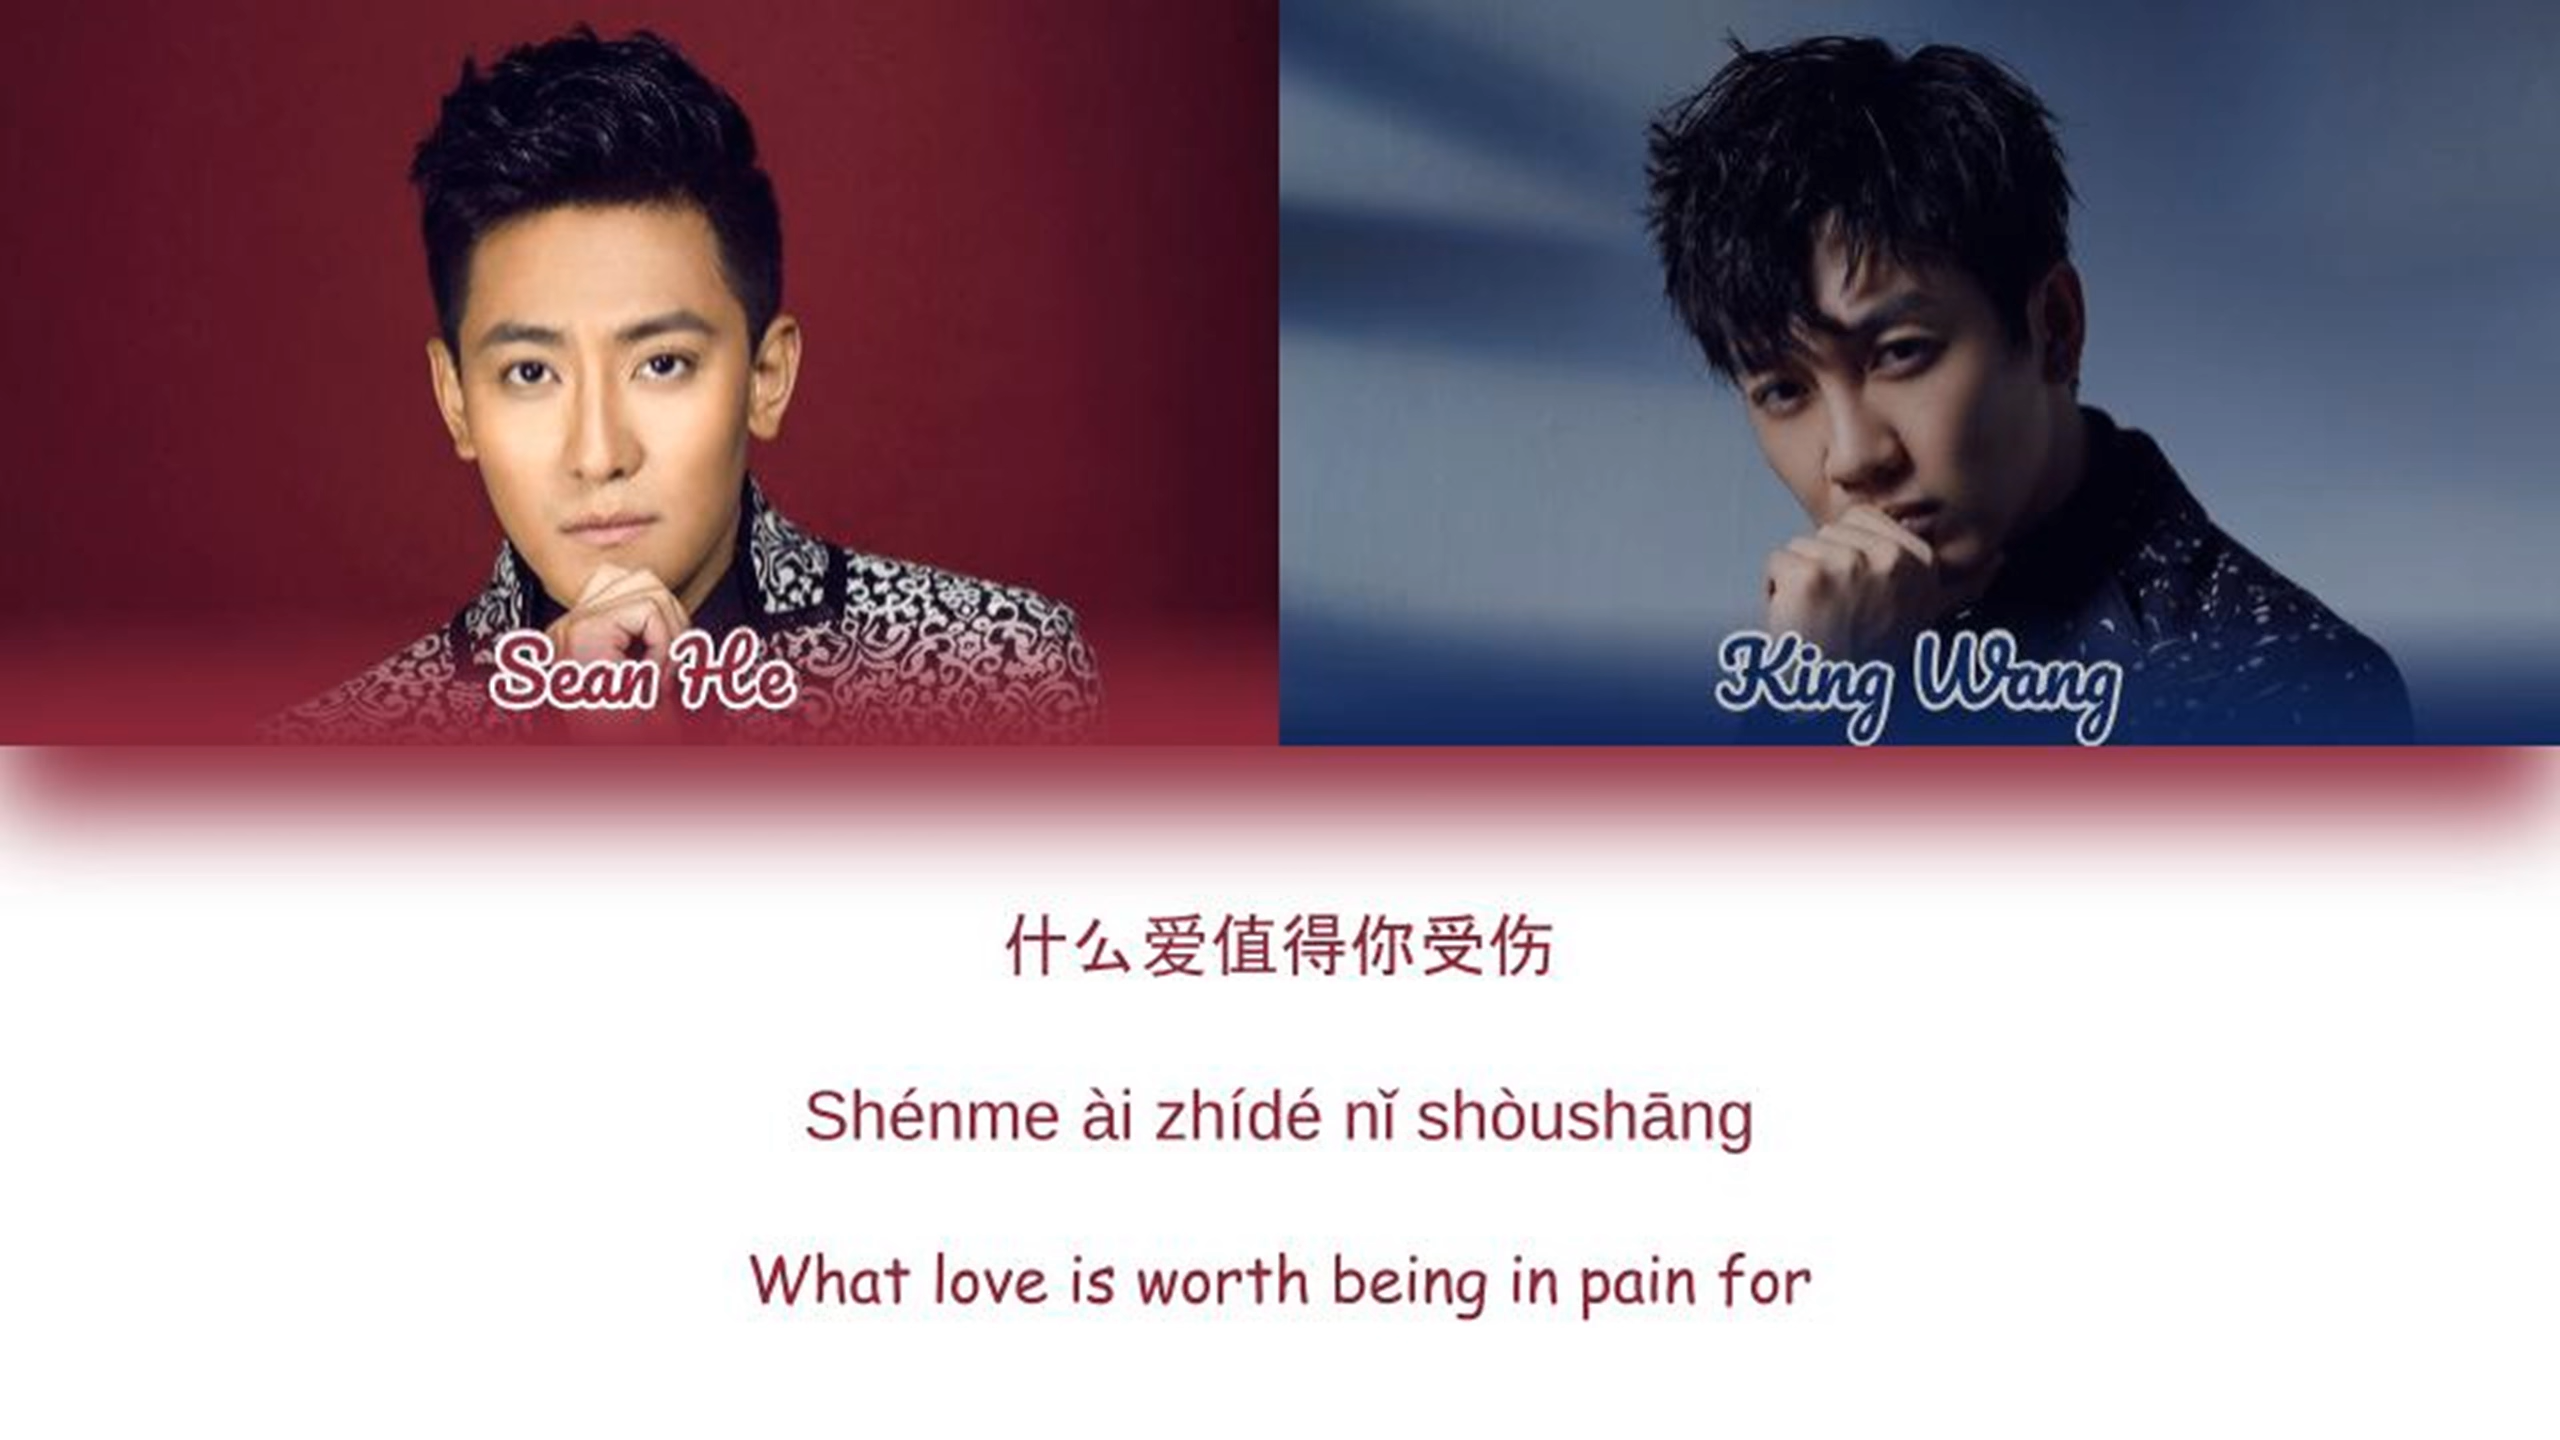 Sean He
King Wang
什么爱值得你受伤
Shénme ài zhídé nǐ shòushāng
What love is worth being in pain for